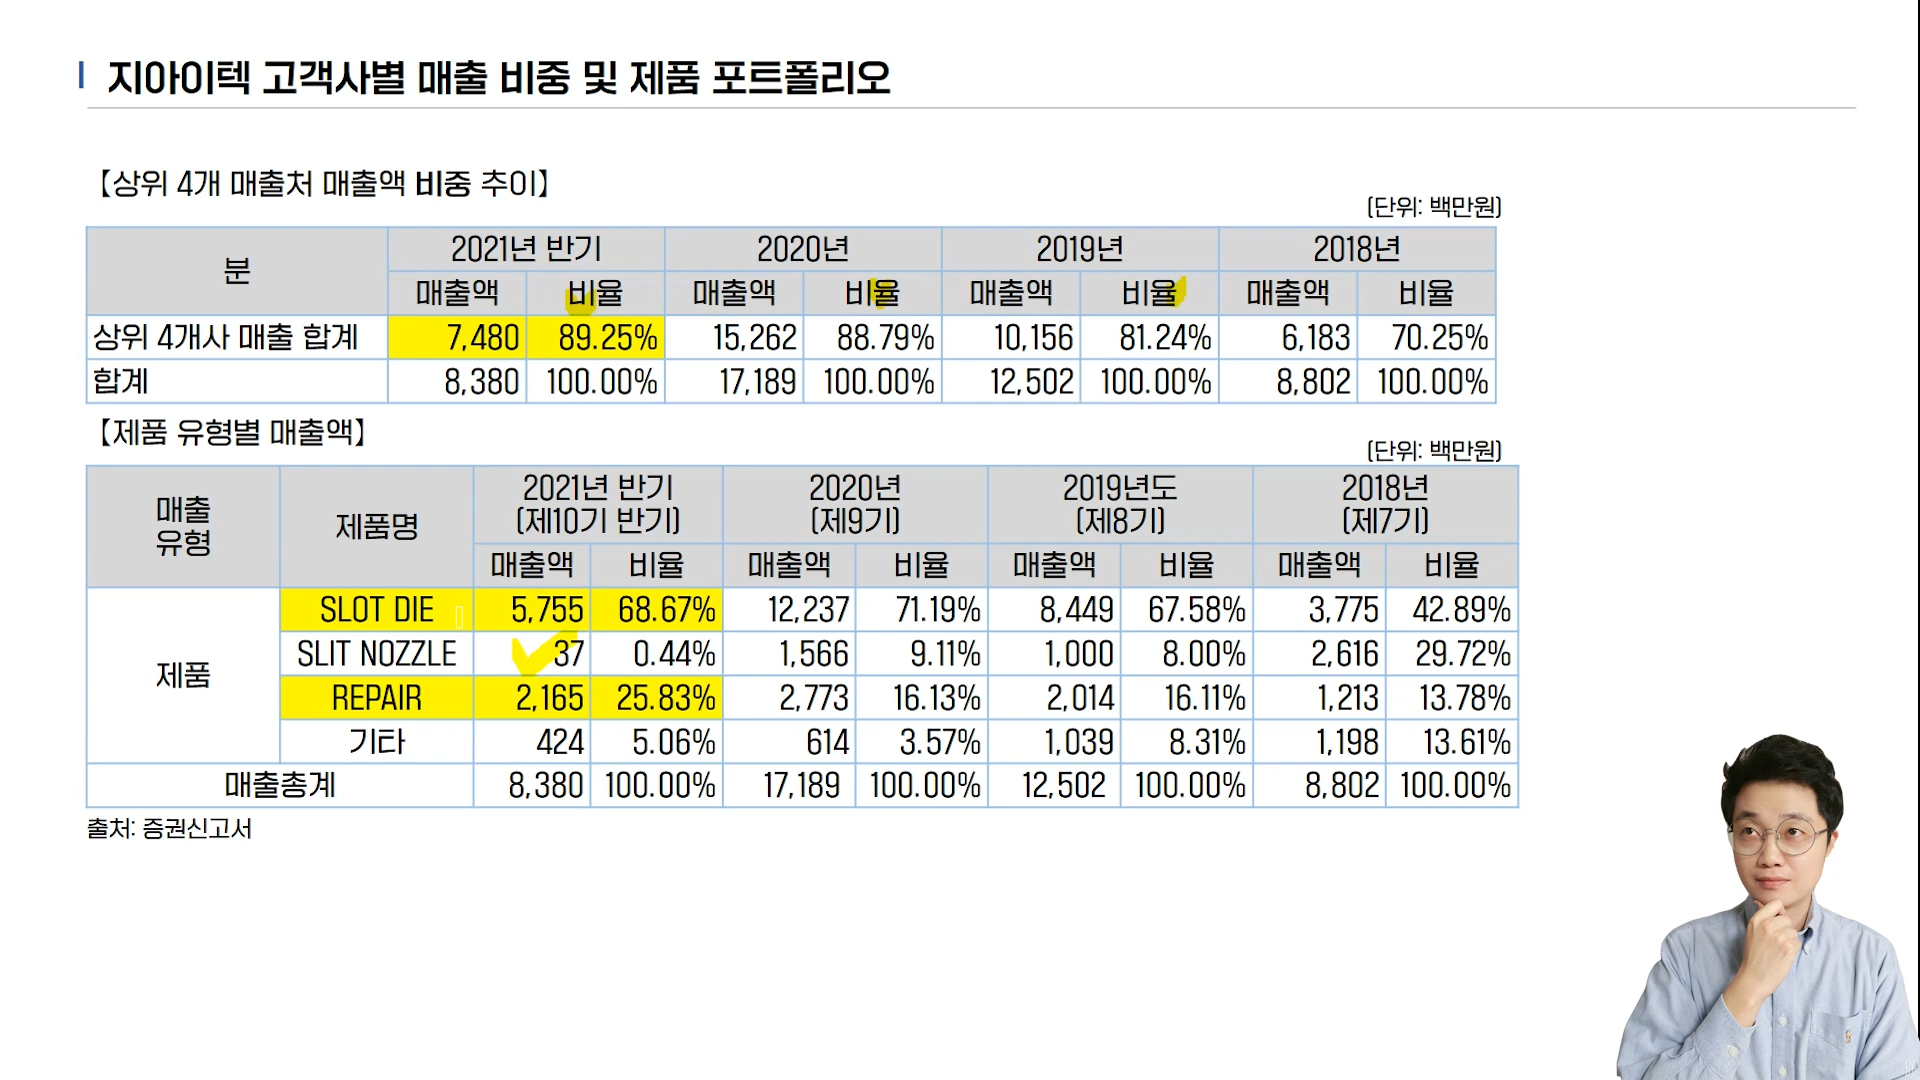 지아이텍 고객사별 매출 비중 및 제품 포트폴리오
【상위 4개 매출처 매출액 비중 추이】
(단위: 백만원)
분 2021년 반기 2020년 2019년 2018년
매출액 비율 매출액 비율 매출액 비율 매출액 비율
상위 4개사 매출 합계 7,480 89.25% 15,262 88.79% 10,156 81.24% 6,183 70.25%
합계 8,380 100.00% 17,189 100.00% 12,502 100.00% 8,802 100.00%
【제품 유형별 매출액】
(단위: 백만원)
매출 유형 제품명 2021년 반기 2020년 2019년도 2018년
(제10기 반기) (제9기) (제8기) (제7기)
매출액 비율 매출액 비율 매출액 비율 매출액 비율
제품 SLOT DIE 5,755 68.67% 12,237 71.19% 8,449 67.58% 3,775 42.89%
SLIT NOZZLE 37 0.44% 1,566 9.11% 1,000 8.00% 2,616 29.72%
REPAIR 2,165 25.83% 2,773 16.13% 2,014 16.11% 1,213 13.78%
기타 424 5.06% 614 3.57% 1,039 8.31% 1,198 13.61%
매출총계 8,380 100.00% 17,189 100.00% 12,502 100.00% 8,802 100.00%
출처: 증권신고서